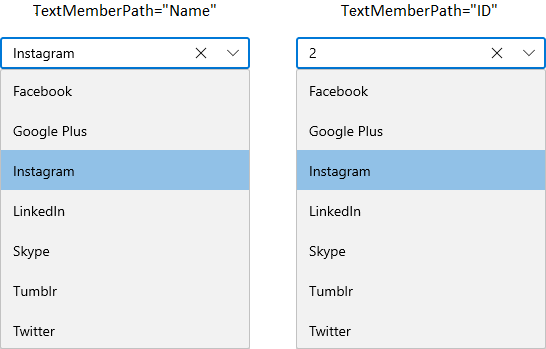 TextMemberPath="Name"
Instagram
Facebook
Google Plus
Instagram
LinkedIn
Skype
Tumblr
Twitter
TextMemberPath="ID"
2
Facebook
Google Plus
Instagram
LinkedIn
Skype
Tumblr
Twitter